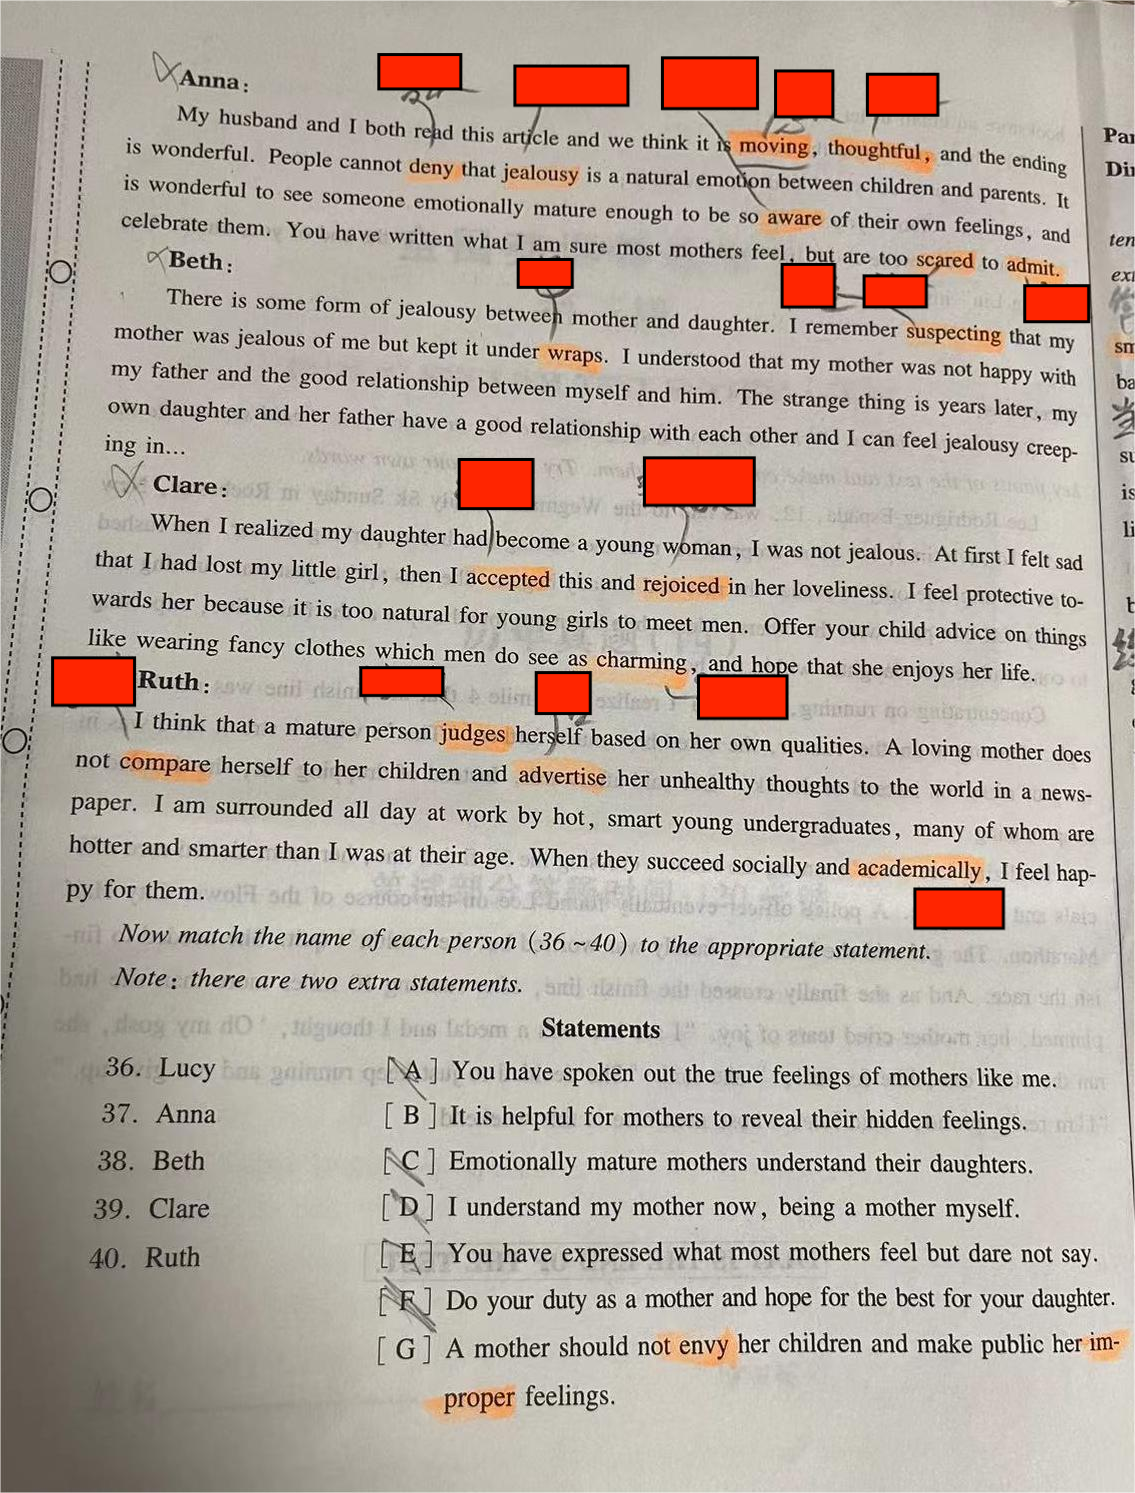 Anna:
My husband and I both read this article and we think it is moving, thoughtful, and the ending
is wonderful. People cannot deny that jealousy is a natural emotion between children and parents. It
is wonderful to see someone emotionally mature enough to be so aware of their own feelings, and
celebrate them. You have written what I am sure most mothers feel, but are too scared to admit.
Beth:
There is some form of jealousy between mother and daughter. I remember suspecting that my
mother was jealous of me but kept it under wraps. I understood that my mother was not happy with
my father and the good relationship between myself and him. The strange thing is years later, my
own daughter and her father have a good relationship with each other and I can feel jealousy creep-
ing in...
Clare:
When I realized my daughter had become a young woman, I was not jealous. At first I felt sad
that I had lost my little girl, then I accepted this and rejoiced in her loveliness. I feel protective to-
wards her because it is too natural for young girls to meet men. Offer your child advice on things
like wearing fancy clothes which men do see as charming, and hope that she enjoys her life.
Ruth:
I think that a mature person judges herself based on her own qualities. A loving mother does
not compare herself to her children and advertise her unhealthy thoughts to the world in a news-
paper. I am surrounded all day at work by hot, smart young undergraduates, many of whom are
hotter and smarter than I was at their age. When they succeed socially and academically, I feel hap-
py for them.
Now match the name of each person (36~40) to the appropriate statement.
Note: there are two extra statements.
Statements
36. Lucy [A] You have spoken out the true feelings of mothers like me.
37. Anna [B] It is helpful for mothers to reveal their hidden feelings.
38. Beth [C] Emotionally mature mothers understand their daughters.
39. Clare [D] I understand my mother now, being a mother myself.
40. Ruth [E] You have expressed what most mothers feel but dare not say.
[F] Do your duty as a mother and hope for the best for your daughter.
[G] A mother should not envy her children and make public her im-
proper feelings.